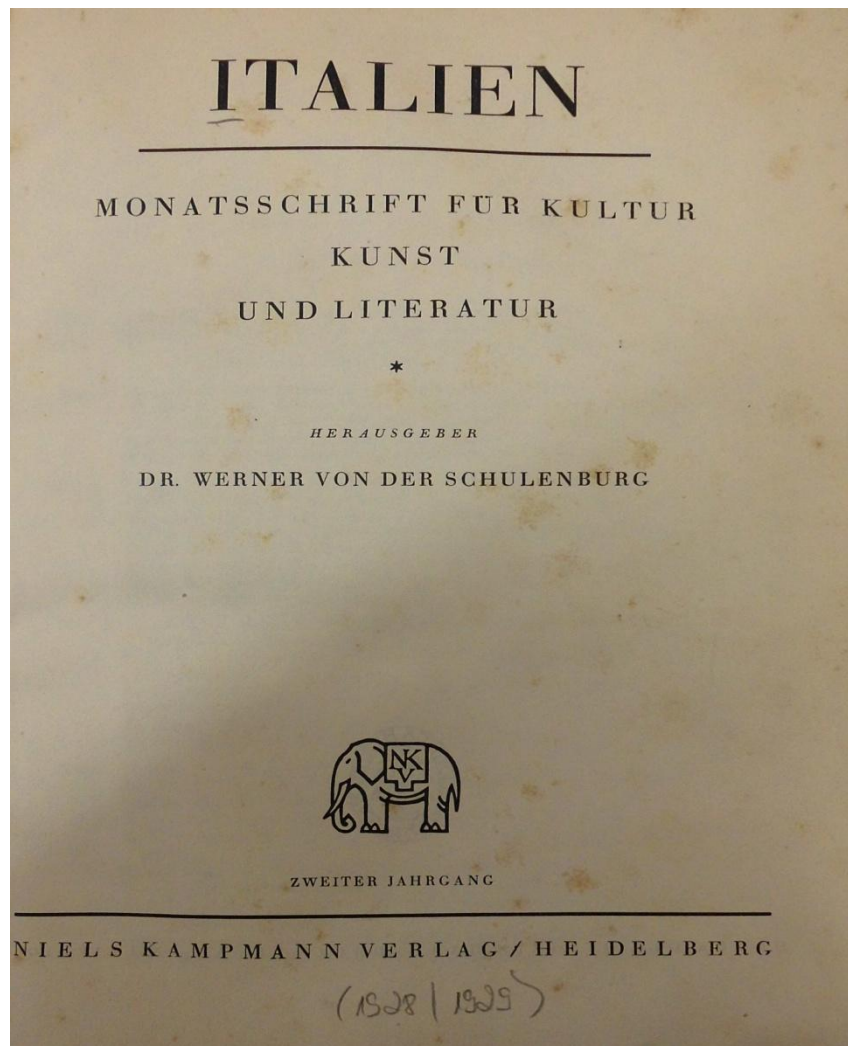 ITALIEN
MONATSSCHRIFT FÜR KULTUR
KUNST
UND LITERATUR
*
HERAUSGEBER
DR. WERNER VON DER SCHULENBURG
NKV
ZWEITER JAHRGANG
NIELS KAMPMANN VERLAG / HEIDELBERG
(1928 | 1929)